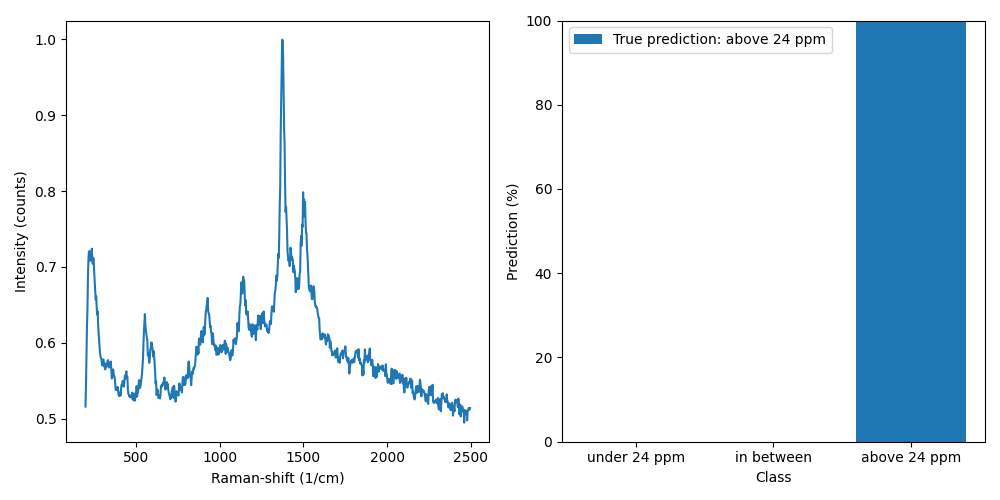 1.0
0.9
0.8
0.7
0.6
0.5
Intensity (counts)
500
1000
1500
2000
2500
Raman-shift (1/cm)
100
80
60
40
20
0
Prediction (%)
True prediction: above 24 ppm
under 24 ppm
in between
above 24 ppm
Class